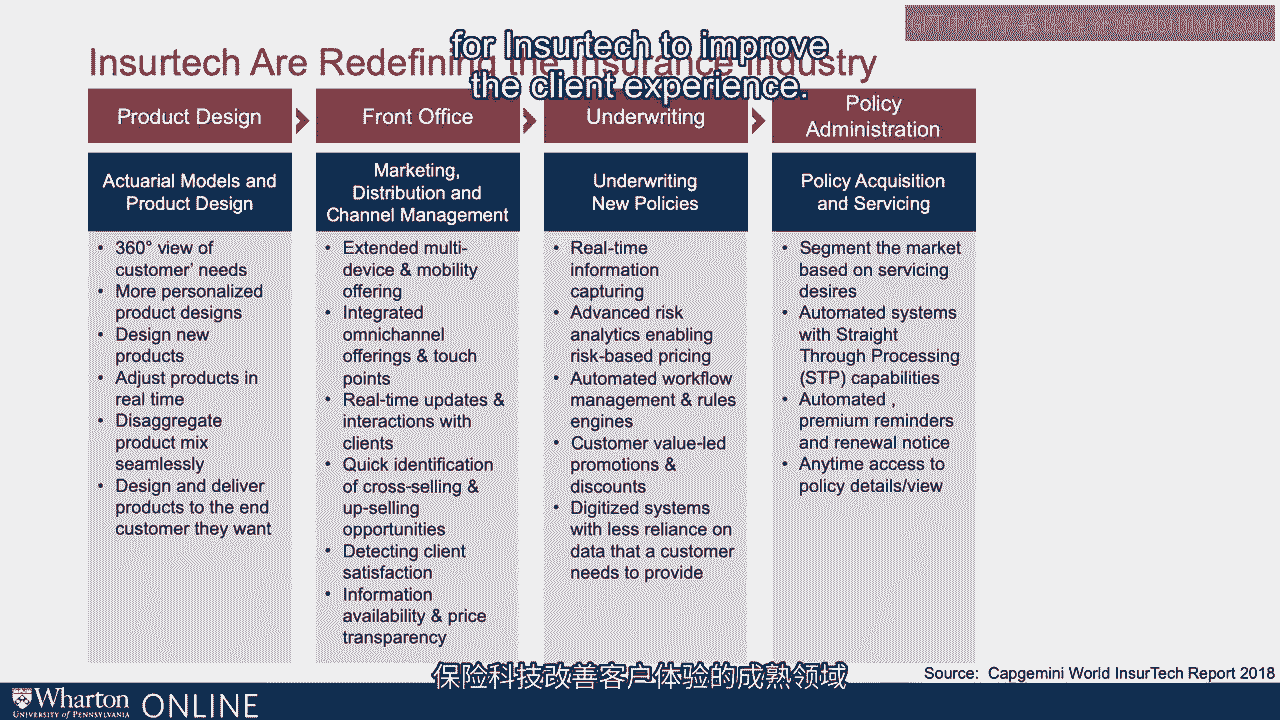 for Insurtech to improve
the client experience.
Insurtech Are Redefining the Insurance Industry
Product Design
Front Office
Underwriting
Policy
Administration
Actuarial Models and
Product Design
Marketing,
Distribution and
Channel Management
Underwriting
New Policies
Policy Acquisition
and Servicing
• 360° view of
customer' needs
• More personalized
product designs
• Design new
products
• Adjust products in
real time
• Disaggregate
product mix
seamlessly
• Design and deliver
products to the end
customer they want
• Extended multi-
device & mobility
offering
• Integrated
omnichannel
offerings & touch
points
• Real-time updates &
interactions with
clients
• Quick identification
of cross-selling &
up-selling
opportunities
• Detecting client
satisfaction
• Information
availability & price
transparency
• Real-time
information
capturing
• Advanced risk
analytics enabling
risk-based pricing
• Automated workflow
management & rules
engines
• Customer value-led
promotions &
discounts
• Digitized systems
with less reliance on
data that a customer
needs to provide
• Segment the market
based on servicing
desires
• Automated systems
with Straight
Through Processing
(STP) capabilities
• Automated ,
premium reminders
and renewal notice
• Anytime access to
policy details/view
保险科技改善客户体验的成熟领域
Source: Capgemini World InsurTech Report 2018
Wharton
UNIVERSITY of PENNSYLVANIA
ONLINE